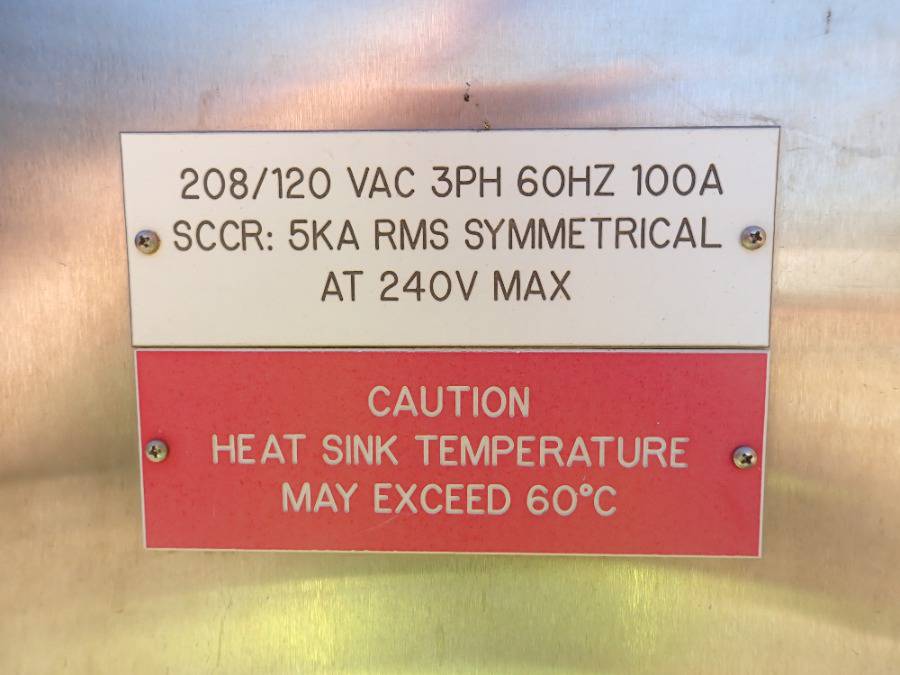 208/120 VAC 3PH 60HZ 100A
SCCR: 5KA RMS SYMMETRICAL
AT 240V MAX
CAUTION
HEAT SINK TEMPERATURE
MAY EXCEED 60°C